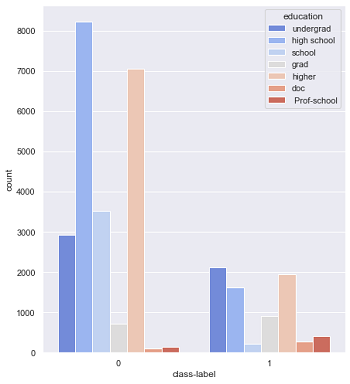 education
undergrad
high school
school
grad
higher
doc
Prof-school
8000
7000
6000
5000
4000
3000
2000
1000
0
count
0 1
class-label